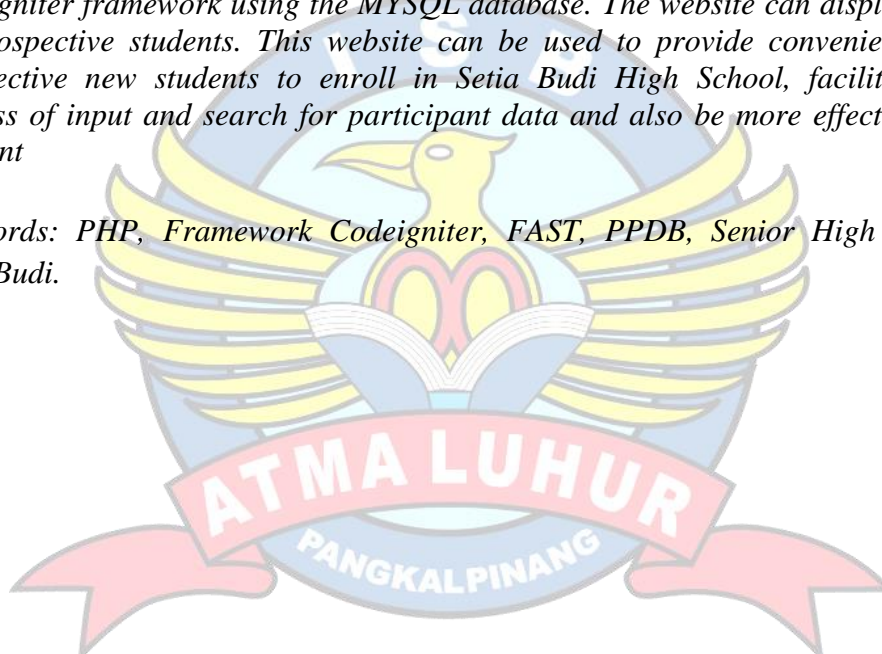 igniter framework using the MYSQL database. The website can displ
ospective students. This website can be used to provide convenie
ective new students to enroll in Setia Budi High School, facilit
ss of input and search for participant data and also be more effect
nt
ords: PHP, Framework Codeigniter, FAST, PPDB, Senior High
Budi.
I S B
ATMA LUHUR
PANGKALPINANG